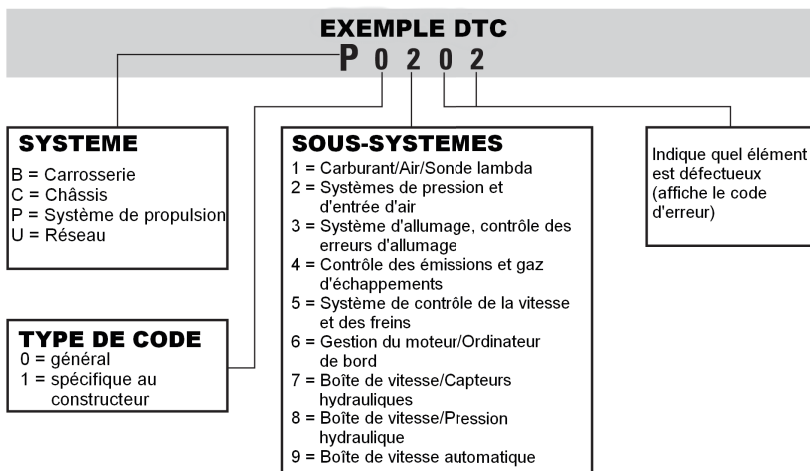 EXEMPLE DTC
P 0 2 0 2
SYSTEME
B = Carrosserie
C = Châssis
P = Système de propulsion
U = Réseau
TYPE DE CODE
0 = général
1 = spécifique au
constructeur
SOUS-SYSTEMES
1 = Carburant/Air/Sonde lambda
2 = Systèmes de pression et
d'entrée d'air
3 = Système d'allumage, contrôle des
erreurs d'allumage
4 = Contrôle des émissions et gaz
d'échappements
5 = Système de contrôle de la vitesse
et des freins
6 = Gestion du moteur/Ordinateur
de bord
7 = Boîte de vitesse/Capteurs
hydrauliques
8 = Boîte de vitesse/Pression
hydraulique
9 = Boîte de vitesse automatique
Indique quel élément
est défectueux
(affiche le code
d'erreur)